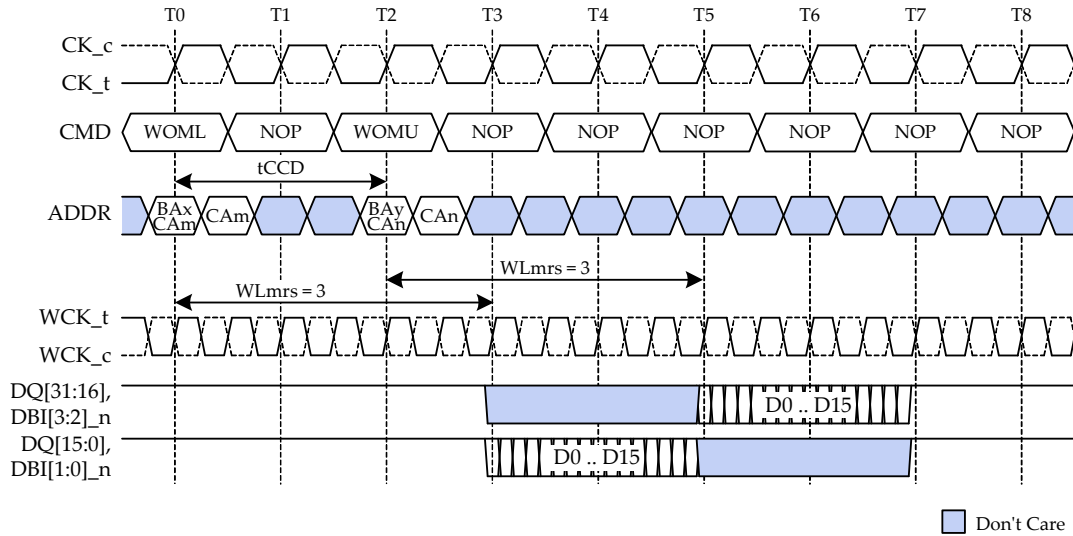 T0 T1 T2 T3 T4 T5 T6 T7 T8
CK_c
CK_t
CMD WOML NOP WOMU NOP NOP NOP NOP NOP NOP
tCCD
ADDR BAx CAm CAm BAy CAn CAn
WLmrs = 3
WLmrs = 3
WCK_t
WCK_c
DQ[31:16],
DBI[3:2]_n D0 .. D15
DQ[15:0],
DBI[1:0]_n D0 .. D15
Don't Care